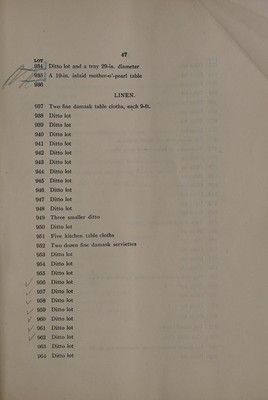 47
LOT
934 Ditto lot and a tray 28-in. diameter
935 A 19-in. inlaid mother-o'-pearl table
936
LINEN.
937 Two fine damask table cloths, each 9-ft.
938 Ditto lot
939 Ditto lot
940 Ditto lot
941 Ditto lot
942 Ditto lot
943 Ditto lot
944 Ditto lot
945 Ditto lot
946 Ditto lot
947 Ditto lot
948 Ditto lot
949 Three smaller ditto
950 Ditto lot
951 Five kitchen table cloths
952 Two dozen fine damask serviettes
953 Ditto lot
954 Ditto lot
955 Ditto lot
956 Ditto lot
957 Ditto lot
958 Ditto lot
959 Ditto lot
960 Ditto lot
961 Ditto lot
962 Ditto lot
963 Ditto lot
964 Ditto lot